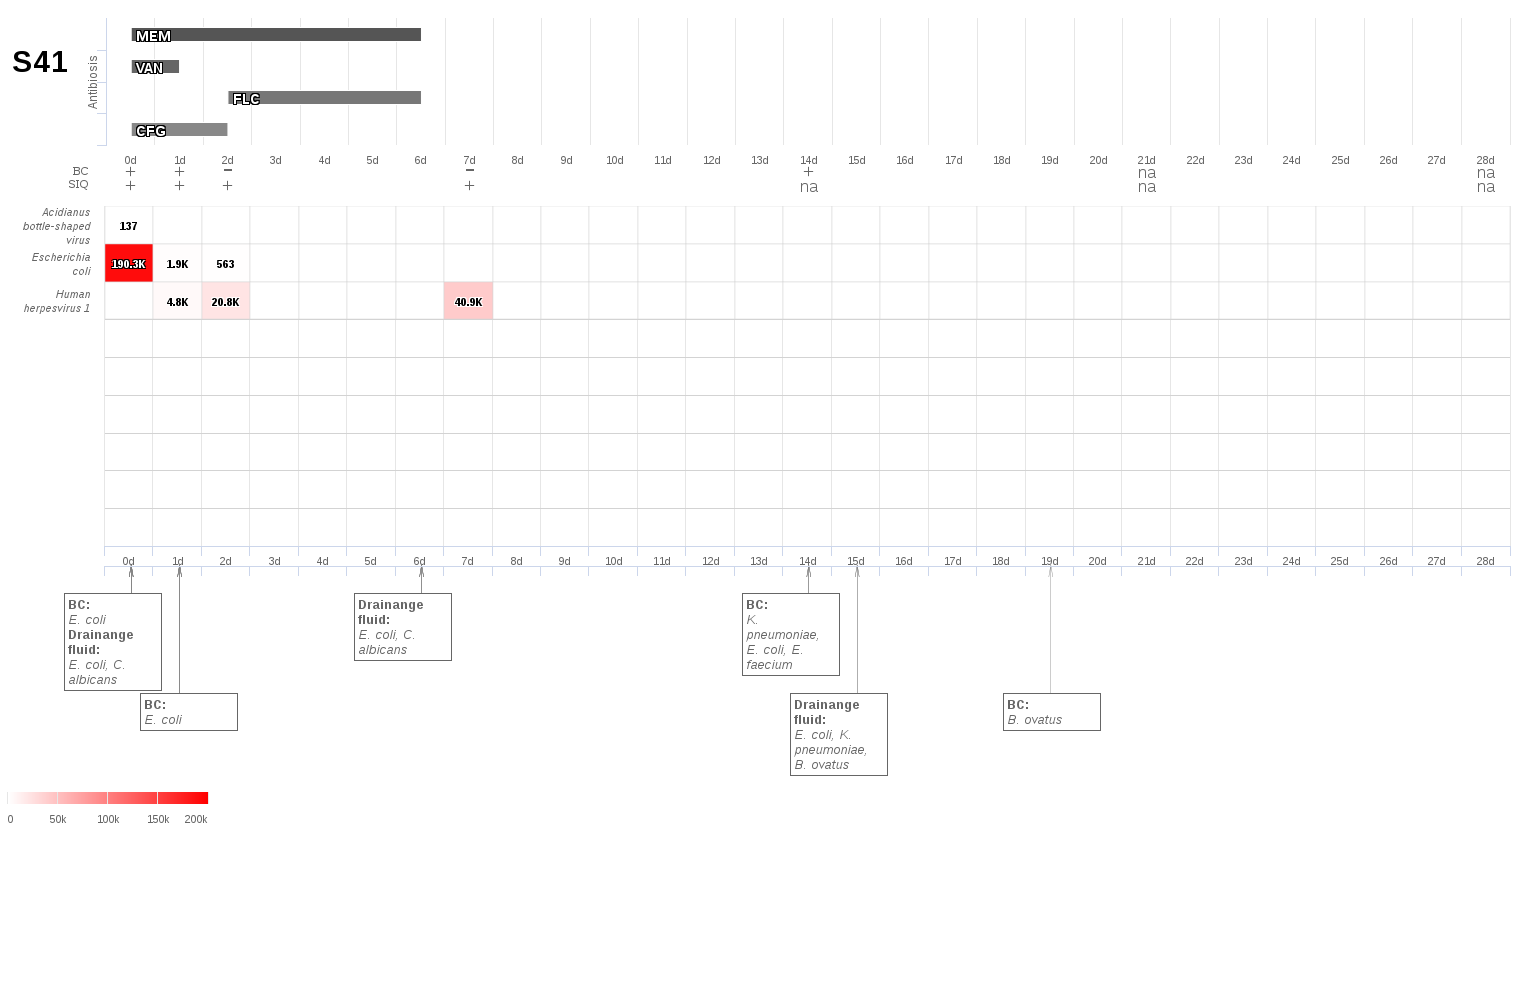 S41
Antibiosis
MEM
VAN
FLC
CFG
0d 1d 2d 3d 4d 5d 6d 7d 8d 9d 10d 11d 12d 13d 14d 15d 16d 17d 18d 19d 20d 21d 22d 23d 24d 25d 26d 27d 28d
BC + + − − + na na
SIQ + + + + na na na
Acidianus
bottle-shaped
virus
137
Escherichia
coli
190.3K 1.9K 563
Human
herpesvirus 1
4.8K 20.8K 40.9K
0d 1d 2d 3d 4d 5d 6d 7d 8d 9d 10d 11d 12d 13d 14d 15d 16d 17d 18d 19d 20d 21d 22d 23d 24d 25d 26d 27d 28d
BC:
E. coli
Drainange
fluid:
E. coli, C.
albicans
BC:
E. coli
Drainange
fluid:
E. coli, C.
albicans
BC:
K.
pneumoniae,
E. coli, E.
faecium
Drainange
fluid:
E. coli, K.
pneumoniae,
B. ovatus
BC:
B. ovatus
0 50k 100k 150k 200k